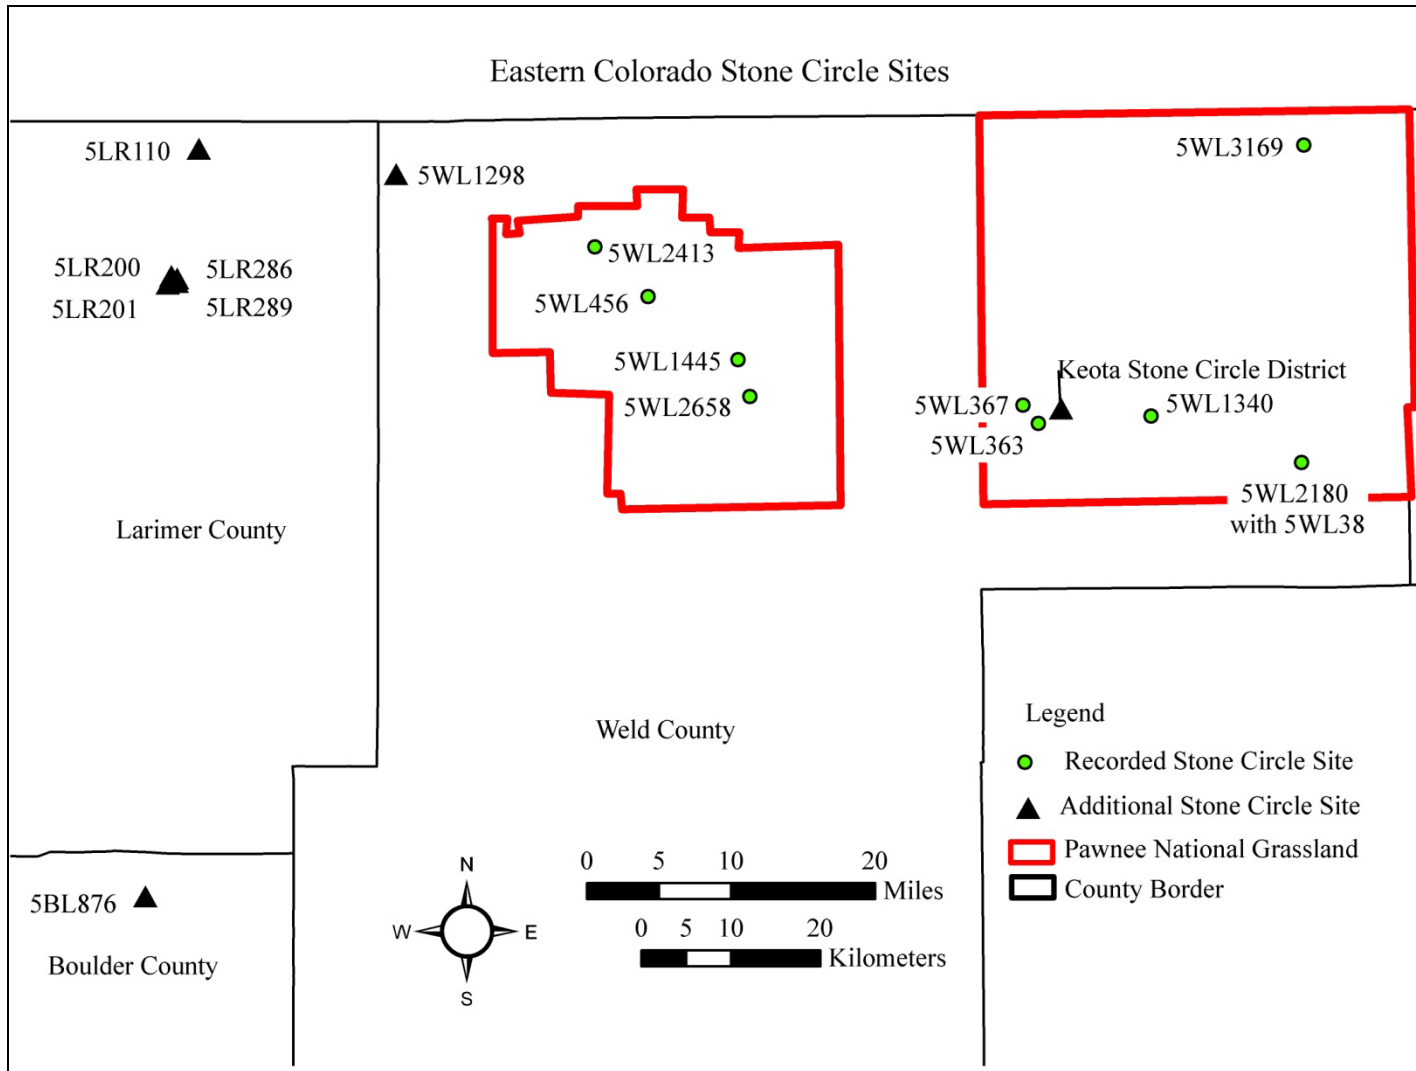 Eastern Colorado Stone Circle Sites
5LR110
5WL3169
5WL1298
5WL2413
5LR200
5LR286
5WL456
5LR201
5LR289
5WL1445
Keota Stone Circle District
5WL2658
5WL367
5WL1340
5WL363
5WL2180
with 5WL38
Larimer County
Legend
Weld County
Recorded Stone Circle Site
Additional Stone Circle Site
Pawnee National Grassland
County Border
0 5 10 20
Miles
0 5 10 20
Kilometers
N
W E
S
5BL876
Boulder County